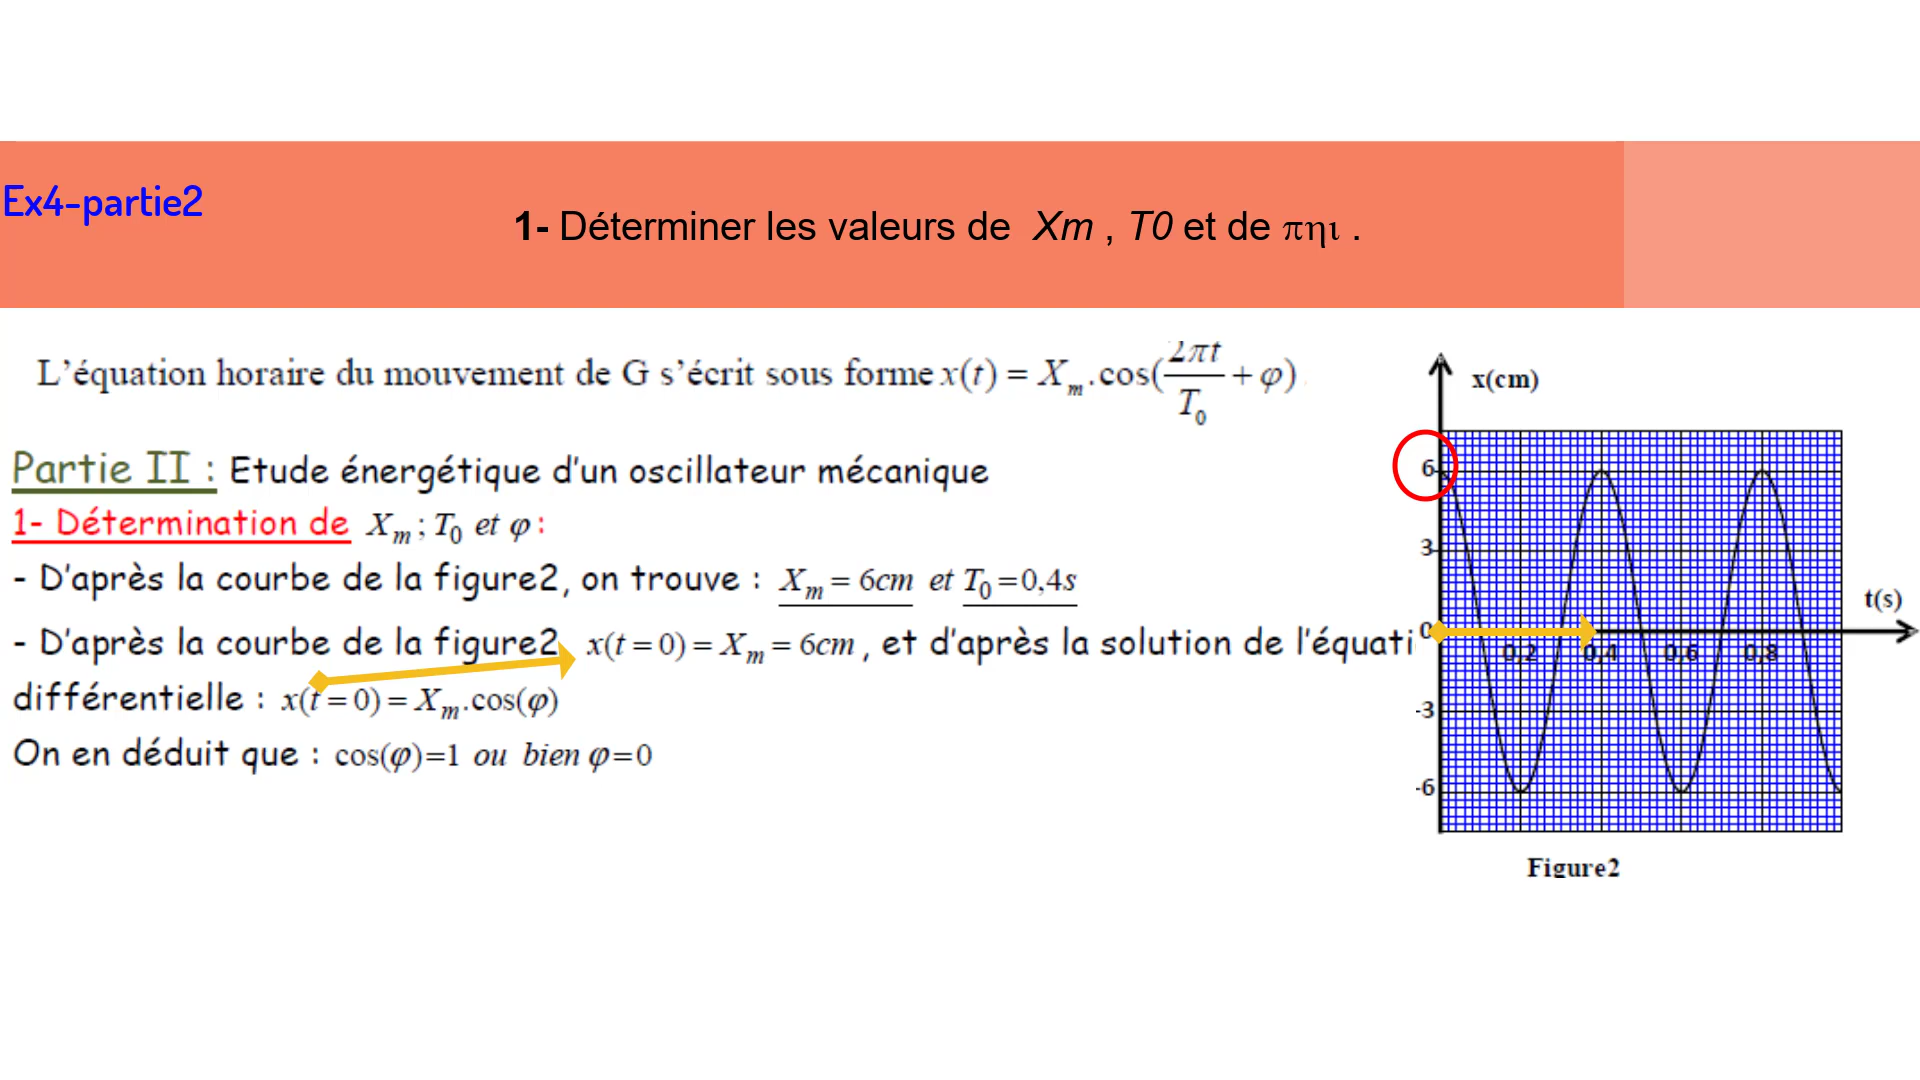 Ex4-partie2
1- Déterminer les valeurs de Xm , T0 et de πηι .
L'équation horaire du mouvement de G s'écrit sous forme x(t) = Xm.cos(2πt/T0 + φ)
Partie II : Etude énergétique d'un oscillateur mécanique
1- Détermination de Xm ; T0 et φ :
- D'après la courbe de la figure2, on trouve : Xm = 6cm et T0 = 0,4s
- D'après la courbe de la figure2 x(t = 0) = Xm = 6cm , et d'après la solution de l'équati
différentielle : x(t = 0) = Xm.cos(φ)
On en déduit que : cos(φ)=1 ou bien φ=0
x(cm)
6
3
t(s)
0
0,2 0,4 0,6 0,8
-3
-6
Figure2